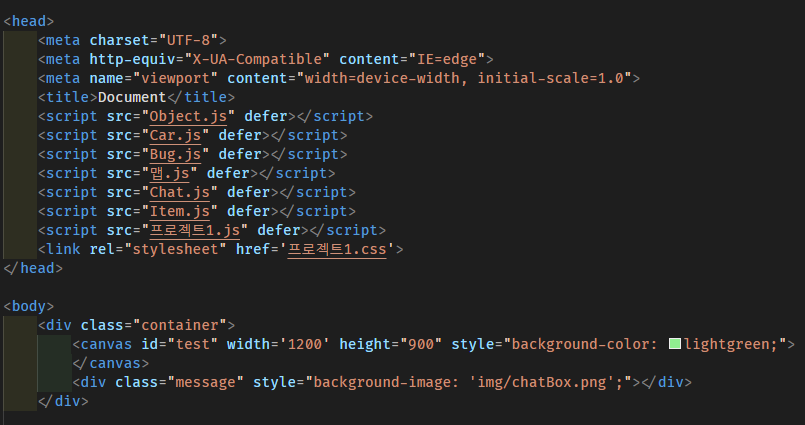 <head>
<meta charset="UTF-8">
<meta http-equiv="X-UA-Compatible" content="IE=edge">
<meta name="viewport" content="width=device-width, initial-scale=1.0">
<title>Document</title>
<script src="Object.js" defer></script>
<script src="Car.js" defer></script>
<script src="Bug.js" defer></script>
<script src="맵.js" defer></script>
<script src="Chat.js" defer></script>
<script src="Item.js" defer></script>
<script src="프로젝트1.js" defer></script>
<link rel="stylesheet" href='프로젝트1.css'>
</head>
<body>
<div class="container">
<canvas id="test" width='1200' height="900" style="background-color: lightgreen;">
</canvas>
<div class="message" style="background-image: 'img/chatBox.png';"></div>
</div>